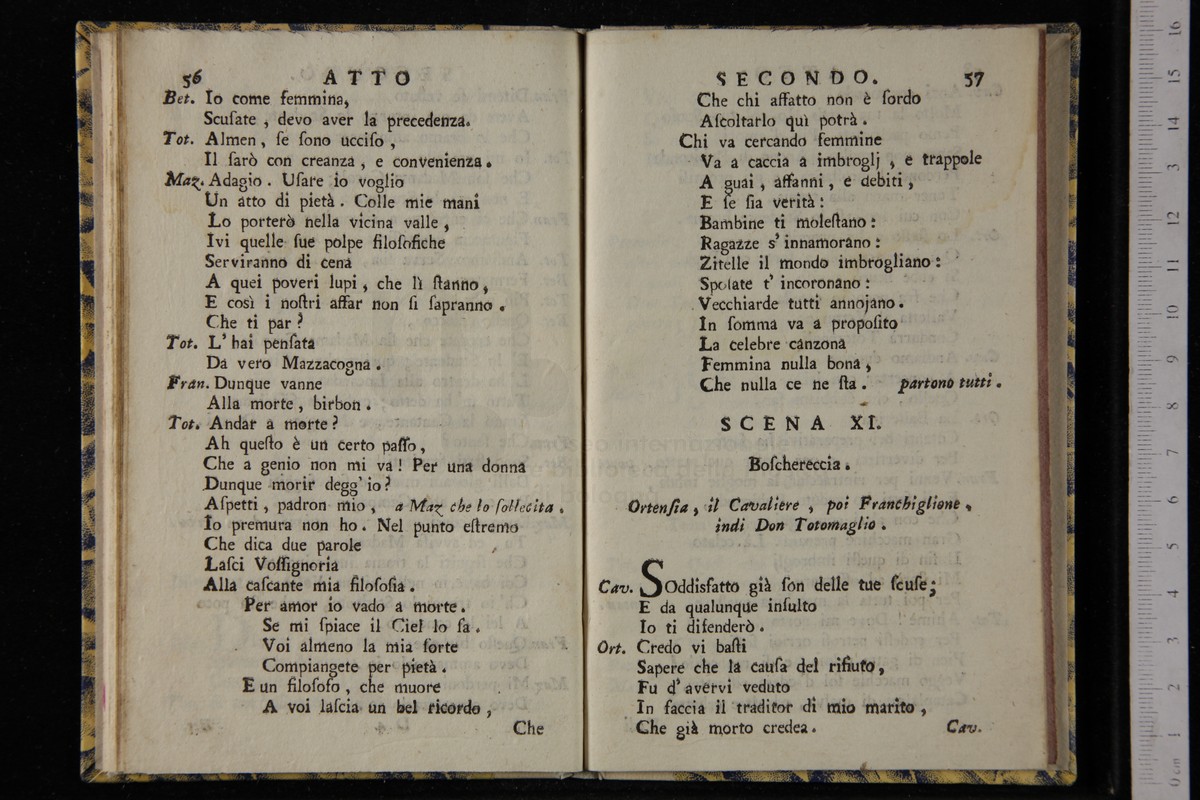 56 ATTO
Bet. Io come femmina,
Scuſate , devo aver la precedenza.
Tot. Almen , ſe ſono ucciſo ,
Il ſarò con creanza , e convenienza .
Maz. Adagio . Uſare io voglio
Un atto di pietà . Colle mie mani
Lo porterò nella vicina valle ,
Ivi quelle ſue polpe filoſofiche
Serviranno di cena
A quei poveri lupi , che lì ſtanno ,
E così i noſtri affar non ſi ſapranno .
Che ti par ?
Tot. L' hai penſata
Da vero Mazzacogna .
Fran. Dunque vanne
Alla morte , birbon .
Tot. Andar a morte ?
Ah queſto è un certo paſſo ,
Che a genio non mi va ! Per una donna
Dunque morir degg' io ?
Aſpetti , padron mio , a Maz che lo ſollecita .
Io premura non ho . Nel punto eſtremo
Che dica due parole
Laſci Voſſignoria
Alla caſcante mia filoſofia .
Per amor io vado a morte .
Se mi ſpiace il Ciel lo ſa .
Voi almeno la mia ſorte
Compiangete per pietà .
E un filoſofo , che muore
A voi laſcia un bel ricordo ,
Che
SECONDO. 57
Che chi affatto non è ſordo
Aſcoltarlo quì potrà .
Chi va cercando femmine
Va a caccia a imbroglj , e trappole
A guai , affanni , e debiti ,
E ſe ſia verità :
Bambine ti moleſtano :
Ragazze s' innamorano :
Zitelle il mondo imbrogliano :
Spoſate t' incoronano :
Vecchiarde tutti annojano .
In ſomma va a propoſito
La celebre canzona
Femmina nulla bona ,
Che nulla ce ne ſta . partono tutti .
SCENA XI.
Boſchereccia .
Ortenſia , il Cavaliere , poi Franchiglione ,
indi Don Totomaglio .
Cav. SOddisfatto già ſon delle tue ſcuſe ;
E da qualunque inſulto
Io ti difenderò .
Ort. Credo vi baſti
Sapere che la cauſa del rifiuto ,
Fu d' avervi veduto
In faccia il traditor di mio marito ,
Che già morto credea . Cav.